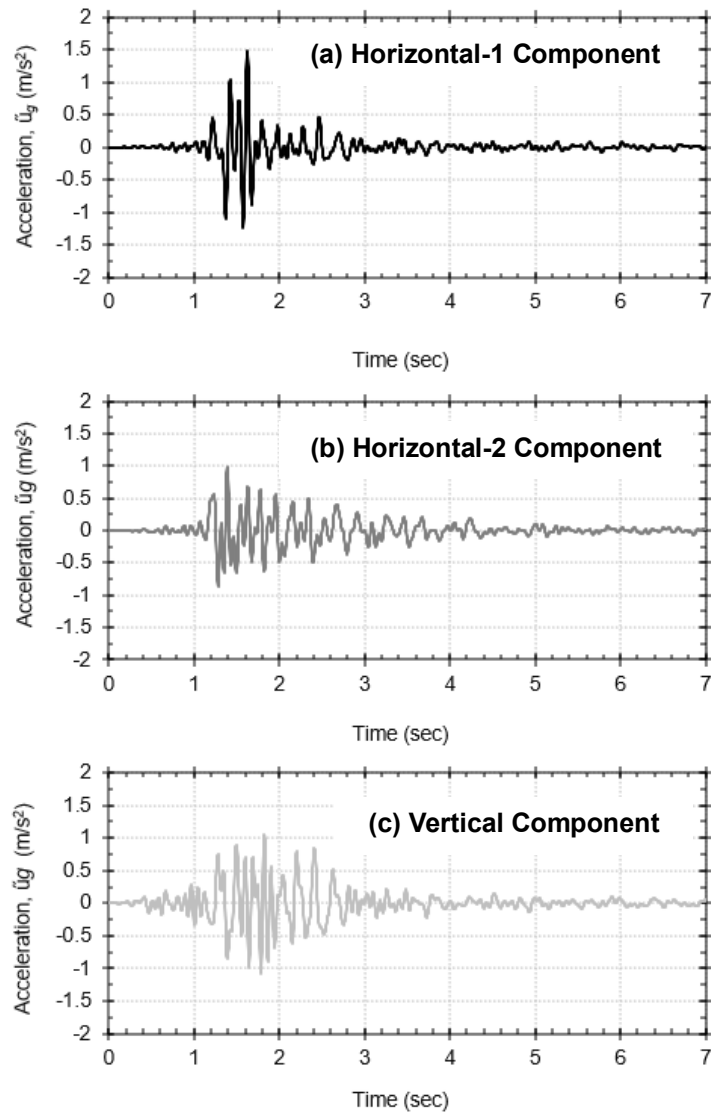 (a) Horizontal-1 Component
Acceleration, ũg (m/s²)
2
1.5
1
0.5
0
-0.5
-1
-1.5
-2
0 1 2 3 4 5 6 7
Time (sec)
(b) Horizontal-2 Component
Acceleration, ũg (m/s²)
2
1.5
1
0.5
0
-0.5
-1
-1.5
-2
0 1 2 3 4 5 6 7
Time (sec)
(c) Vertical Component
Acceleration, ũg (m/s²)
2
1.5
1
0.5
0
-0.5
-1
-1.5
-2
0 1 2 3 4 5 6 7
Time (sec)